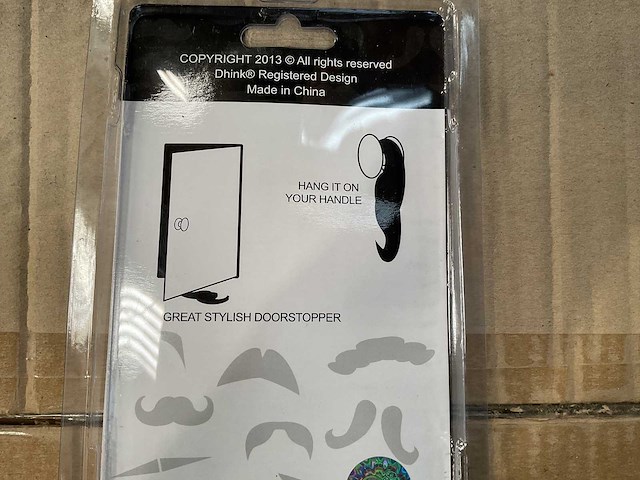 COPYRIGHT 2013 © All rights reserved
Dhink® Registered Design
Made in China
HANG IT ON
YOUR HANDLE
GREAT STYLISH DOORSTOPPER